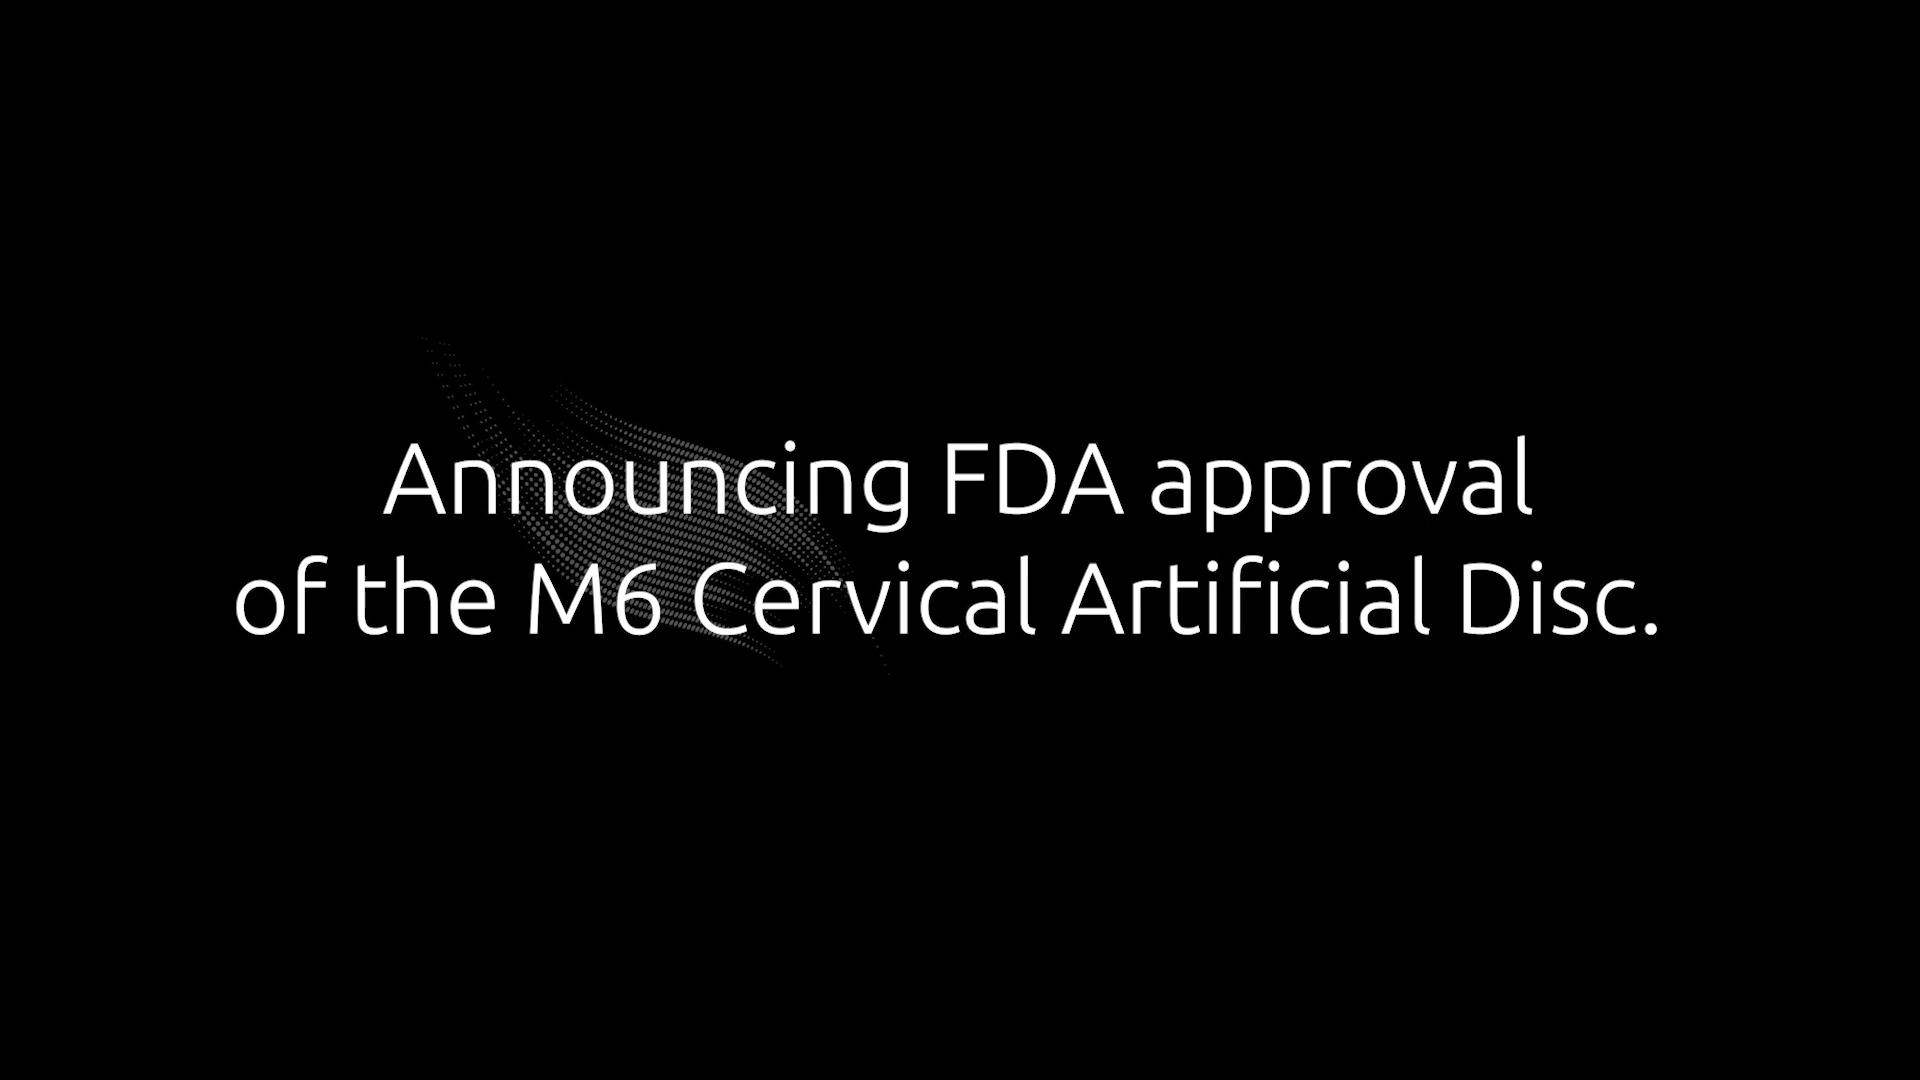 Announcing FDA approval
of the M6 Cervical Artificial Disc.